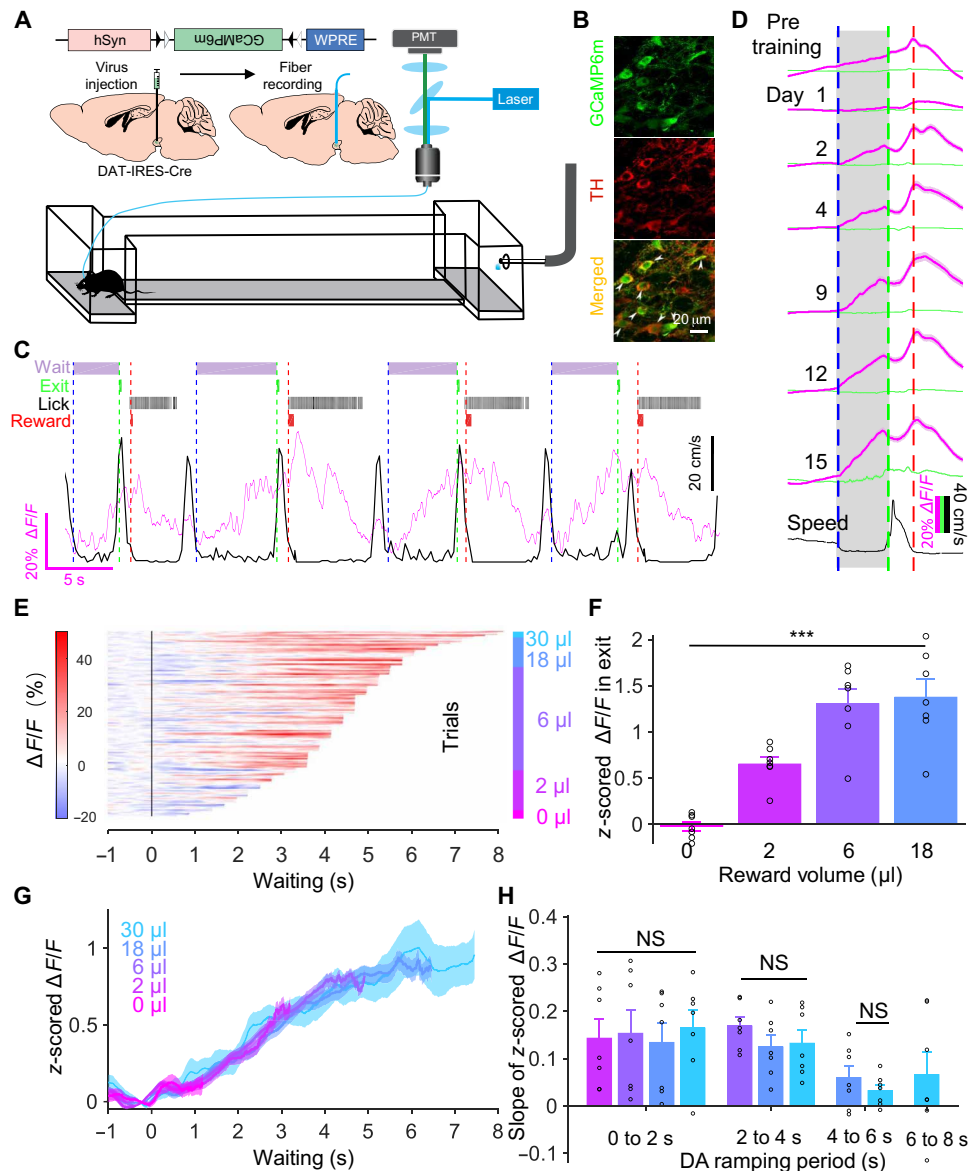 A
hSyn
GCaMP6m
WPRE
Virus
injection
Fiber
recording
DAT-IRES-Cre
PMT
Laser
B
GCaMP6m
TH
Merged
20 μm
C
Wait
Exit
Lick
Reward
20% ΔF/F
5 s
20 cm/s
D
Pre
training
Day 1
2
4
9
12
15
Speed
20% ΔF/F
40 cm/s
E
ΔF/F (%)
40
20
0
−20
Trials
30 µl
18 µl
6 µl
2 µl
0 µl
−1 0 1 2 3 4 5 6 7 8
Waiting (s)
F
z-scored ΔF/F in exit
2
1.5
1
0.5
0
***
0 2 6 18
Reward volume (µl)
G
z-scored ΔF/F
1
0.5
0
30 µl
18 µl
6 µl
2 µl
0 µl
−1 0 1 2 3 4 5 6 7 8
Waiting (s)
H
Slope of z-scored ΔF/F
0.4
0.3
0.2
0.1
0
−0.1
NS
NS
NS
0 to 2 s 2 to 4 s 4 to 6 s 6 to 8 s
DA ramping period (s)